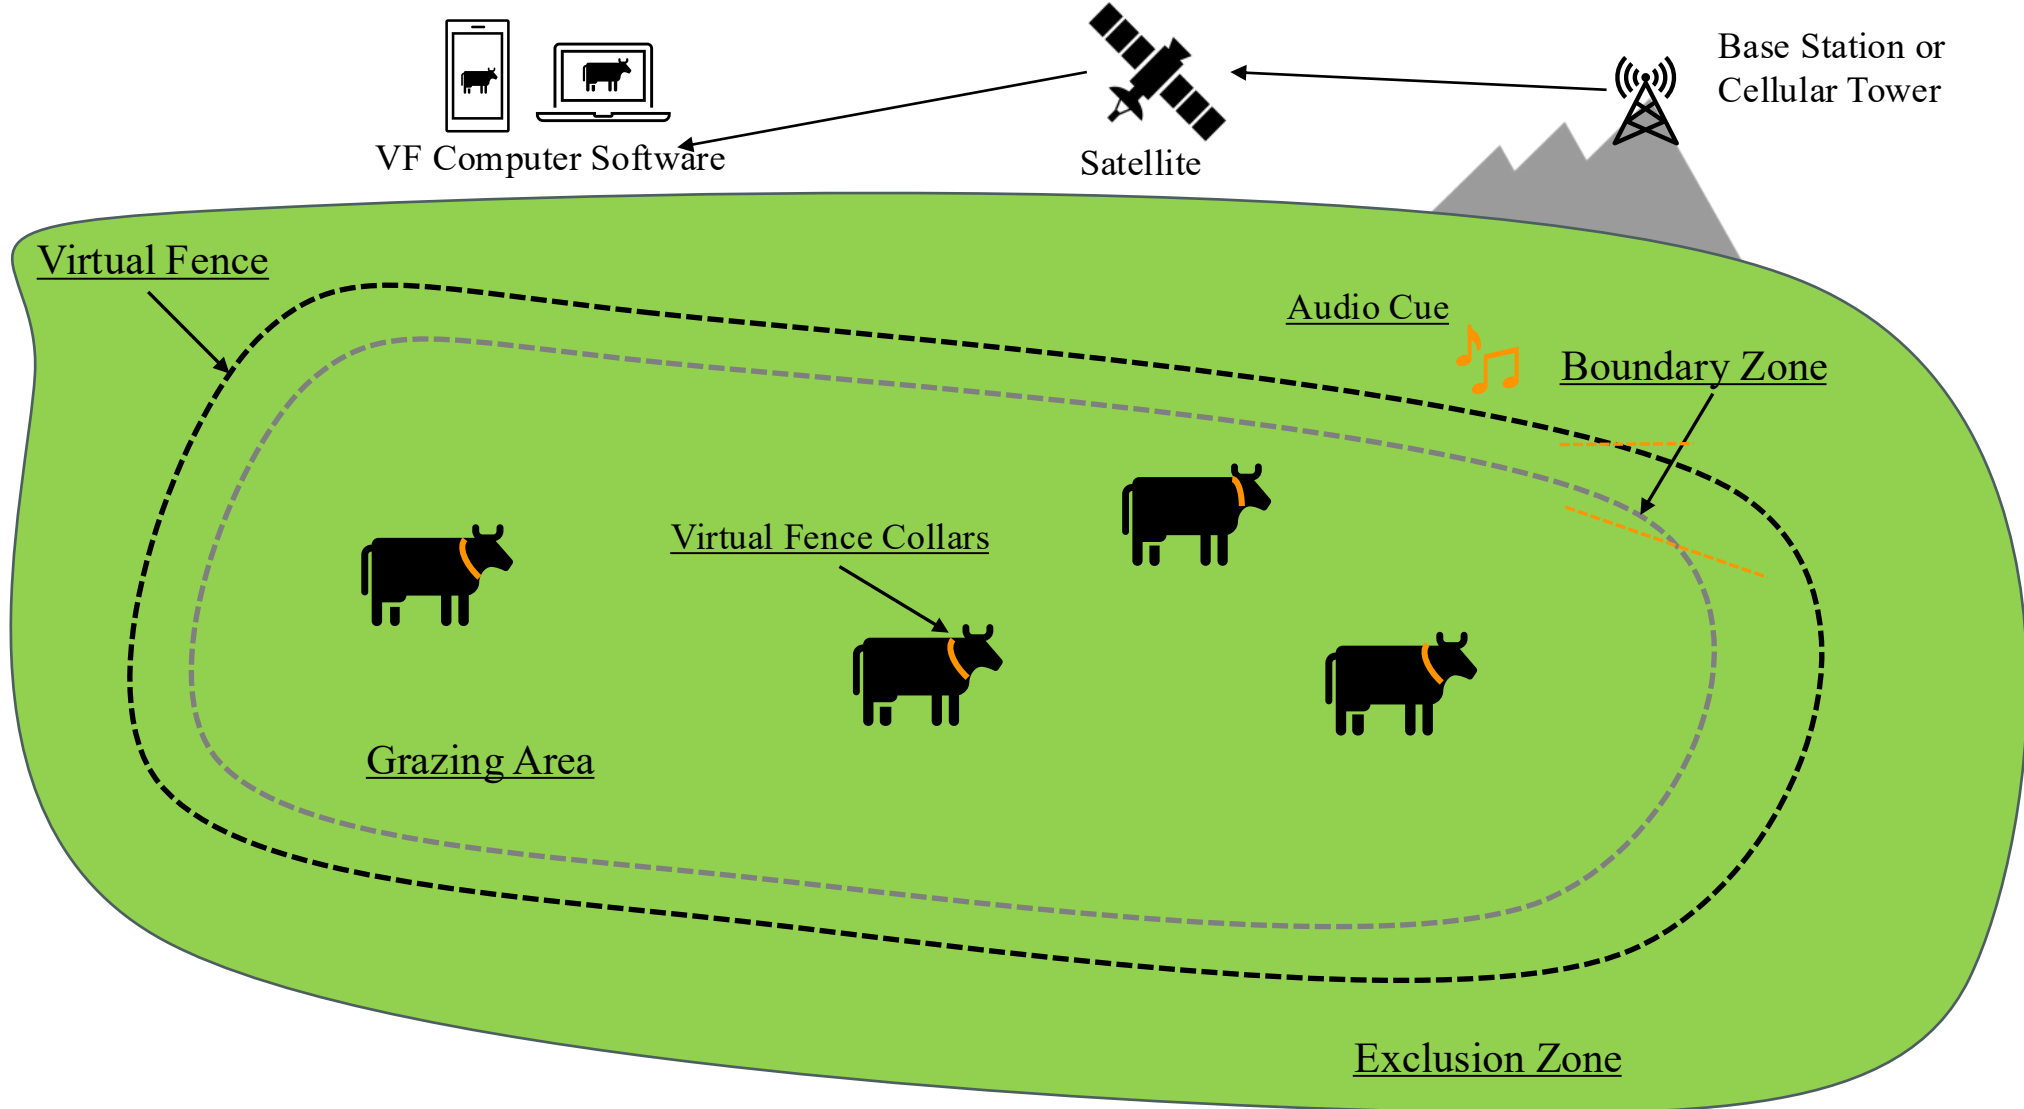 Base Station or
Cellular Tower
VF Computer Software
Satellite
Virtual Fence
Audio Cue
Boundary Zone
Virtual Fence Collars
Grazing Area
Exclusion Zone